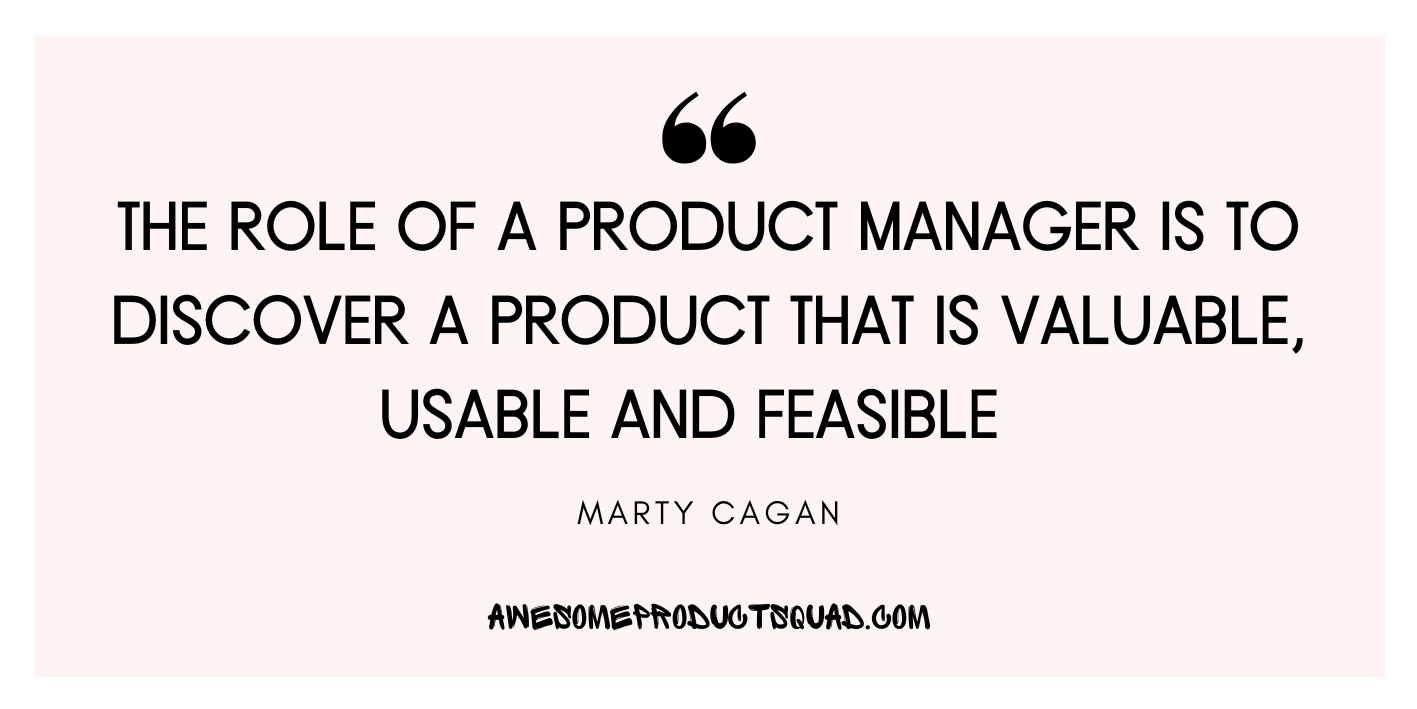 ❝
THE ROLE OF A PRODUCT MANAGER IS TO
DISCOVER A PRODUCT THAT IS VALUABLE,
USABLE AND FEASIBLE
MARTY CAGAN
AWESOMEPRODUCTSQUAD.COM